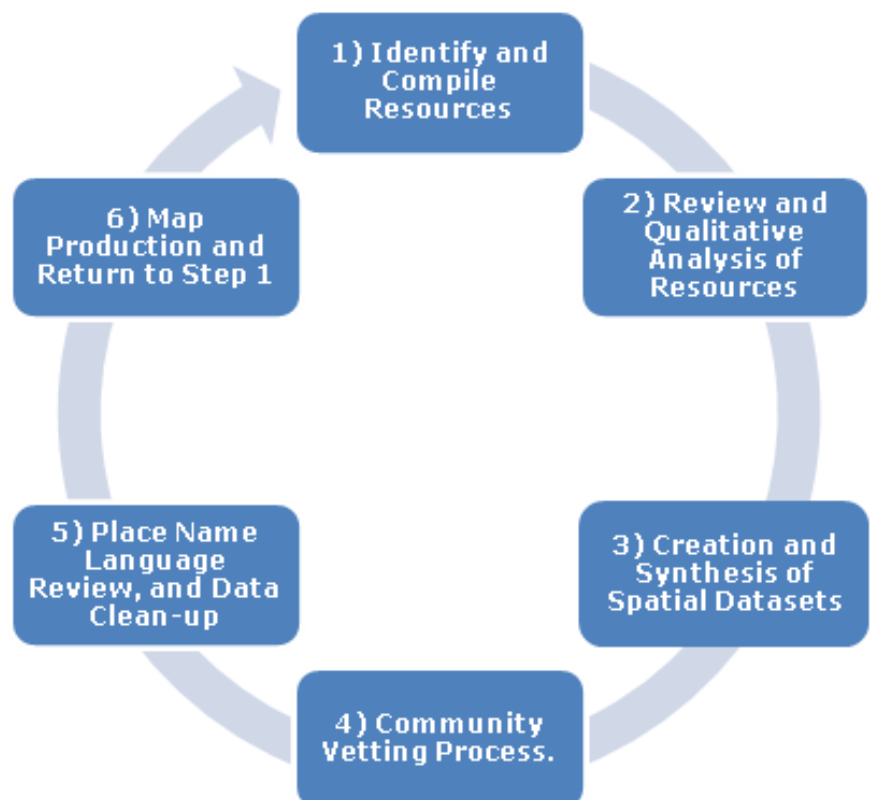 1) Identify and
Compile
Resources
2) Review and
Qualitative
Analysis of
Resources
3) Creation and
Synthesis of
Spatial Datasets
4) Community
Vetting Process.
5) Place Name
Language
Review, and Data
Clean-up
6) Map
Production and
Return to Step 1